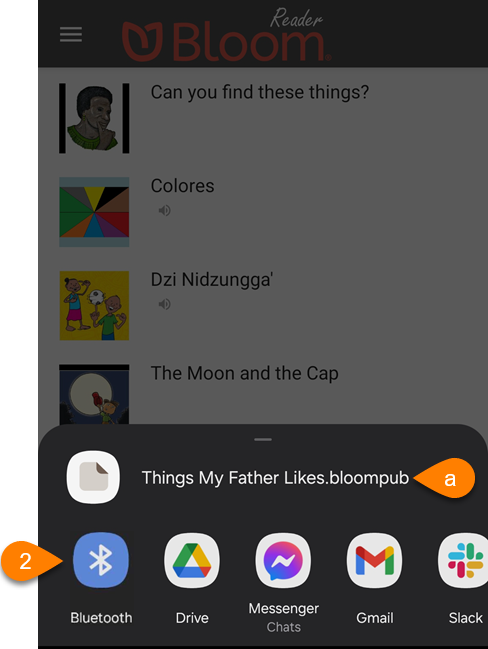 Reader
Bloom
Can you find these things?
Colores
Dzi Nidzungga'
The Moon and the Cap
Things My Father Likes.bloompub
a
2
Bluetooth
Drive
Messenger
Chats
Gmail
Slack